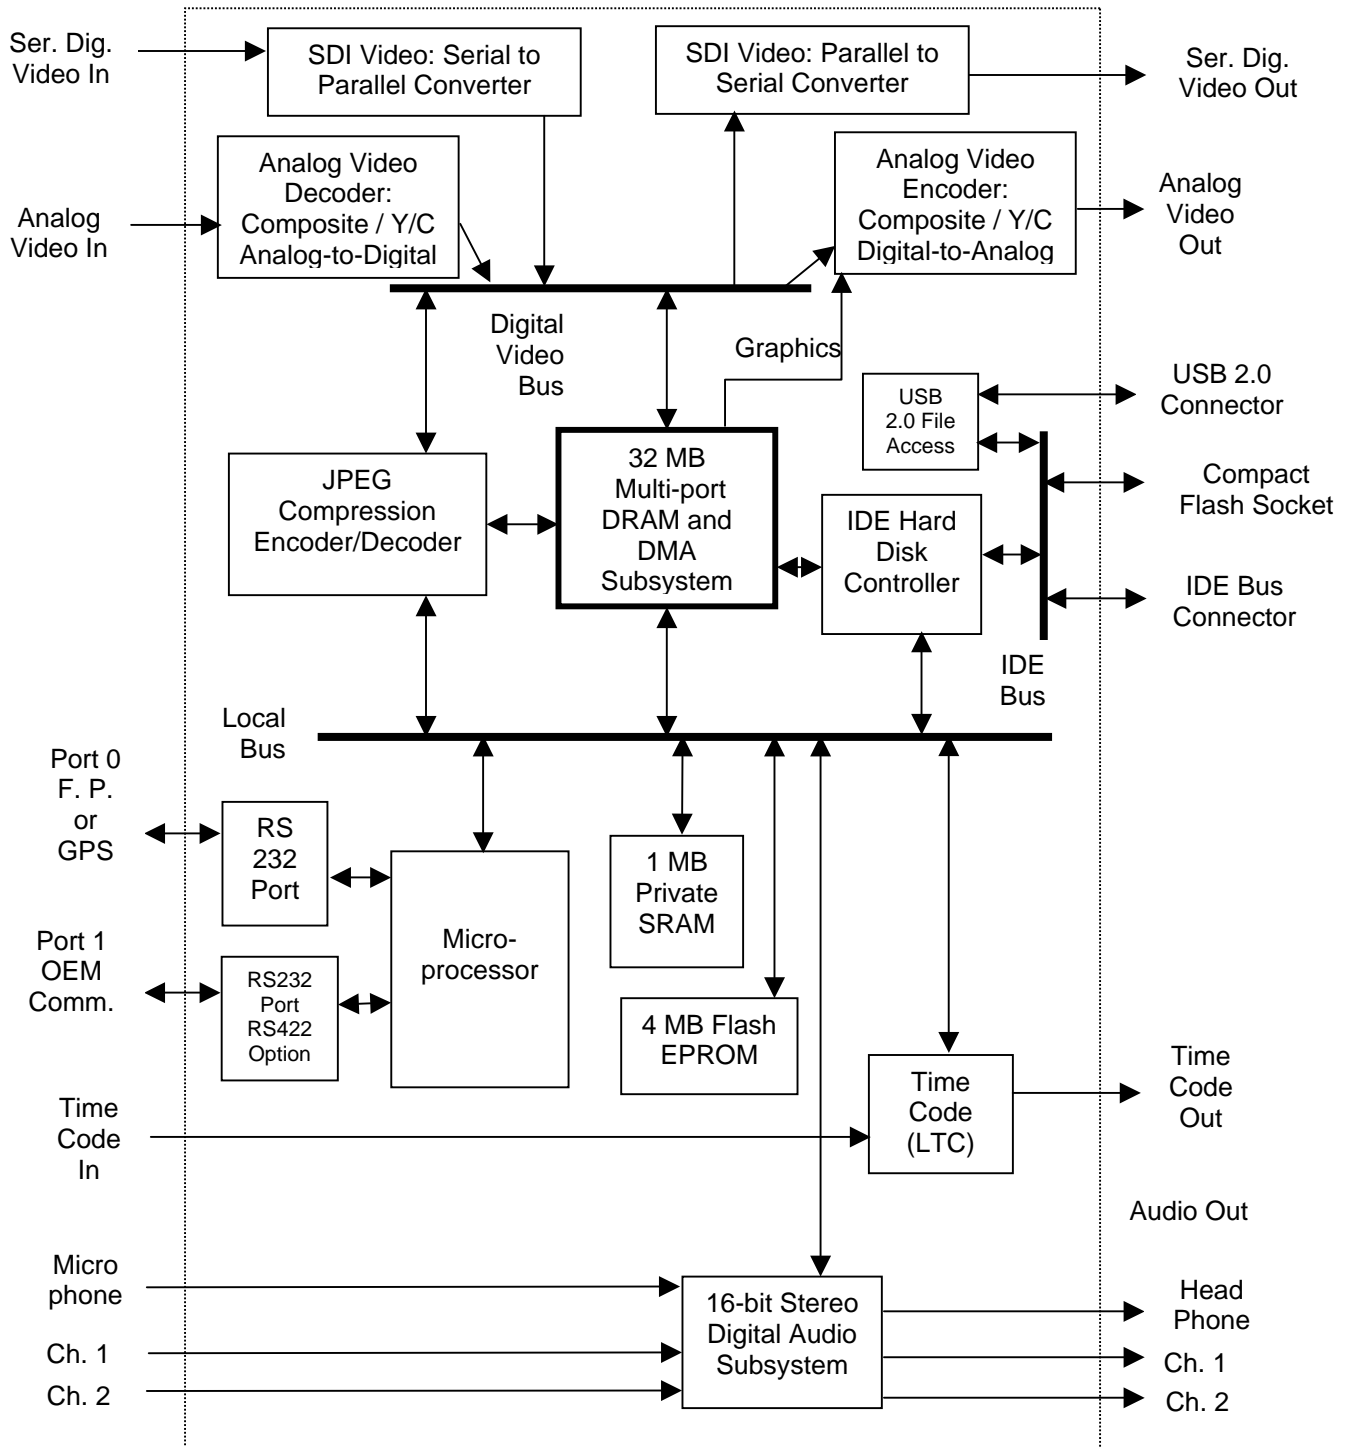 Ser. Dig.
Video In
SDI Video: Serial to
Parallel Converter
SDI Video: Parallel to
Serial Converter
Ser. Dig.
Video Out
Analog
Video In
Analog Video
Decoder:
Composite / Y/C
Analog-to-Digital
Analog Video
Encoder:
Composite / Y/C
Digital-to-Analog
Analog
Video
Out
Digital
Video
Bus
Graphics
USB
2.0 File
Access
USB 2.0
Connector
JPEG
Compression
Encoder/Decoder
32 MB
Multi-port
DRAM and
DMA
Subsystem
IDE Hard
Disk
Controller
Compact
Flash Socket
IDE Bus
Connector
IDE
Bus
Local
Bus
Port 0
F. P.
or
GPS
RS
232
Port
Micro-
processor
1 MB
Private
SRAM
Port 1
OEM
Comm.
RS232
Port
RS422
Option
4 MB Flash
EPROM
Time
Code
In
Time
Code
(LTC)
Time
Code
Out
Audio Out
Micro
phone
Ch. 1
Ch. 2
16-bit Stereo
Digital Audio
Subsystem
Head
Phone
Ch. 1
Ch. 2